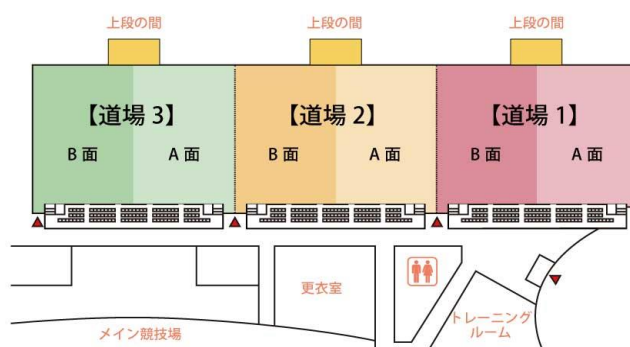 上段の間
上段の間
上段の間
【道場 3】
【道場 2】
【道場 1】
B 面
A 面
B 面
A 面
B 面
A 面
更衣室
メイン競技場
トレーニング
ルーム